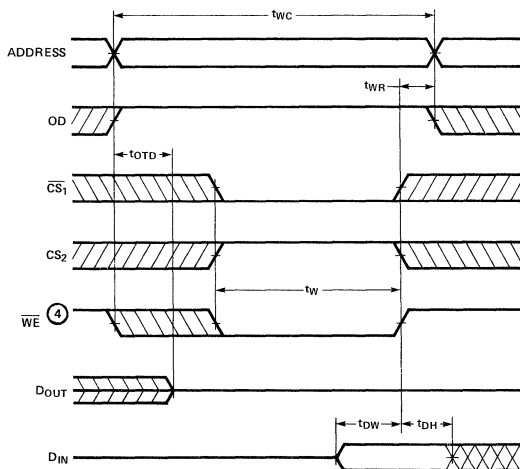 tWC
ADDRESS
tWR
OD
tOTD
CS1
CS2
tW
WE 4
DOUT
tDW tDH
DIN